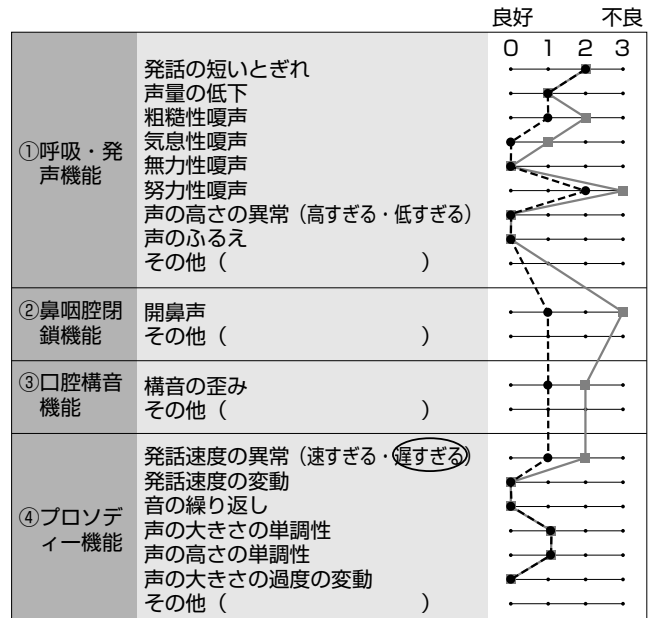 良好 不良
0 1 2 3
①呼吸・発
声機能
発話の短いとぎれ
声量の低下
粗糙性嗄声
気息性嗄声
無力性嗄声
努力性嗄声
声の高さの異常（高すぎる・低すぎる）
声のふるえ
その他（ ）
②鼻咽腔閉
鎖機能
開鼻声
その他（ ）
③口腔構音
機能
構音の歪み
その他（ ）
④プロソデ
ィー機能
発話速度の異常（速すぎる・遅すぎる）
発話速度の変動
音の繰り返し
声の大きさの単調性
声の高さの単調性
声の大きさの過度の変動
その他（ ）